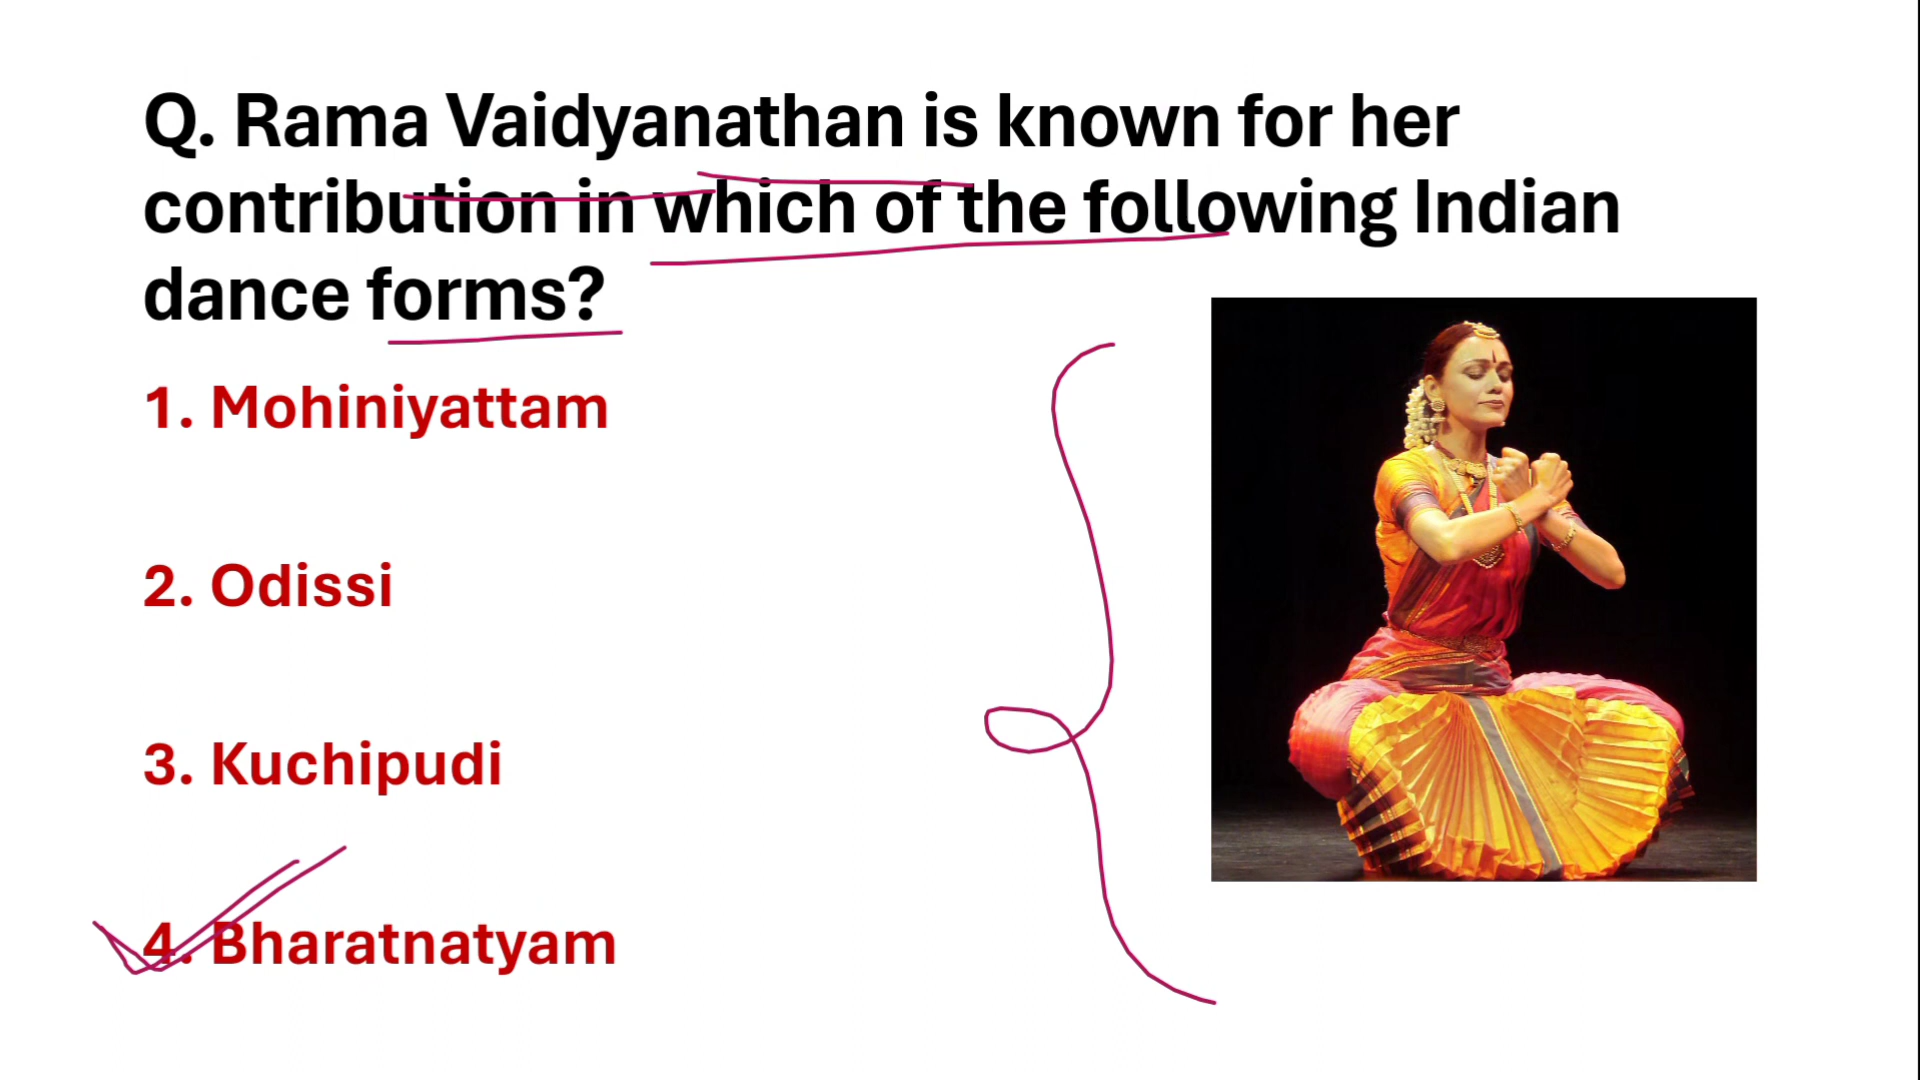 Q. Rama Vaidyanathan is known for her
contribution in which of the following Indian
dance forms?
1. Mohiniyattam
2. Odissi
3. Kuchipudi
4. Bharatnatyam